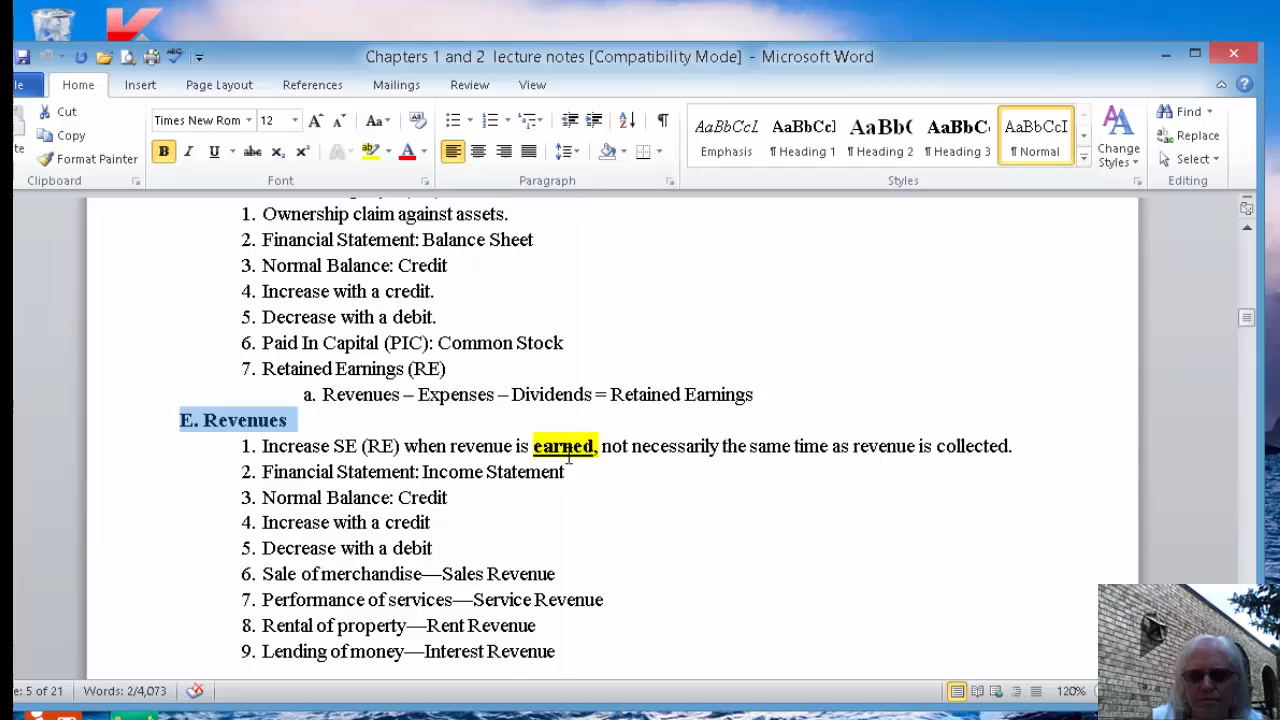 Chapters 1 and 2 lecture notes [Compatibility Mode] - Microsoft Word
le Home Insert Page Layout References Mailings Review View
Cut
Copy
te Format Painter
Clipboard
Times New Rom 12
Font
Paragraph
AaBbCcI AaBbCc] AaBb( AaBbCc AaBbCcI
Emphasis ¶ Heading 1 ¶ Heading 2 ¶ Heading 3 ¶ Normal
Change
Styles
Styles
Find
Replace
Select
Editing
1. Ownership claim against assets.
2. Financial Statement: Balance Sheet
3. Normal Balance: Credit
4. Increase with a credit.
5. Decrease with a debit.
6. Paid In Capital (PIC): Common Stock
7. Retained Earnings (RE)
a. Revenues – Expenses – Dividends = Retained Earnings
E. Revenues
1. Increase SE (RE) when revenue is earned, not necessarily the same time as revenue is collected.
2. Financial Statement: Income Statement
3. Normal Balance: Credit
4. Increase with a credit
5. Decrease with a debit
6. Sale of merchandise—Sales Revenue
7. Performance of services—Service Revenue
8. Rental of property—Rent Revenue
9. Lending of money—Interest Revenue
e: 5 of 21 Words: 2/4,073 120%